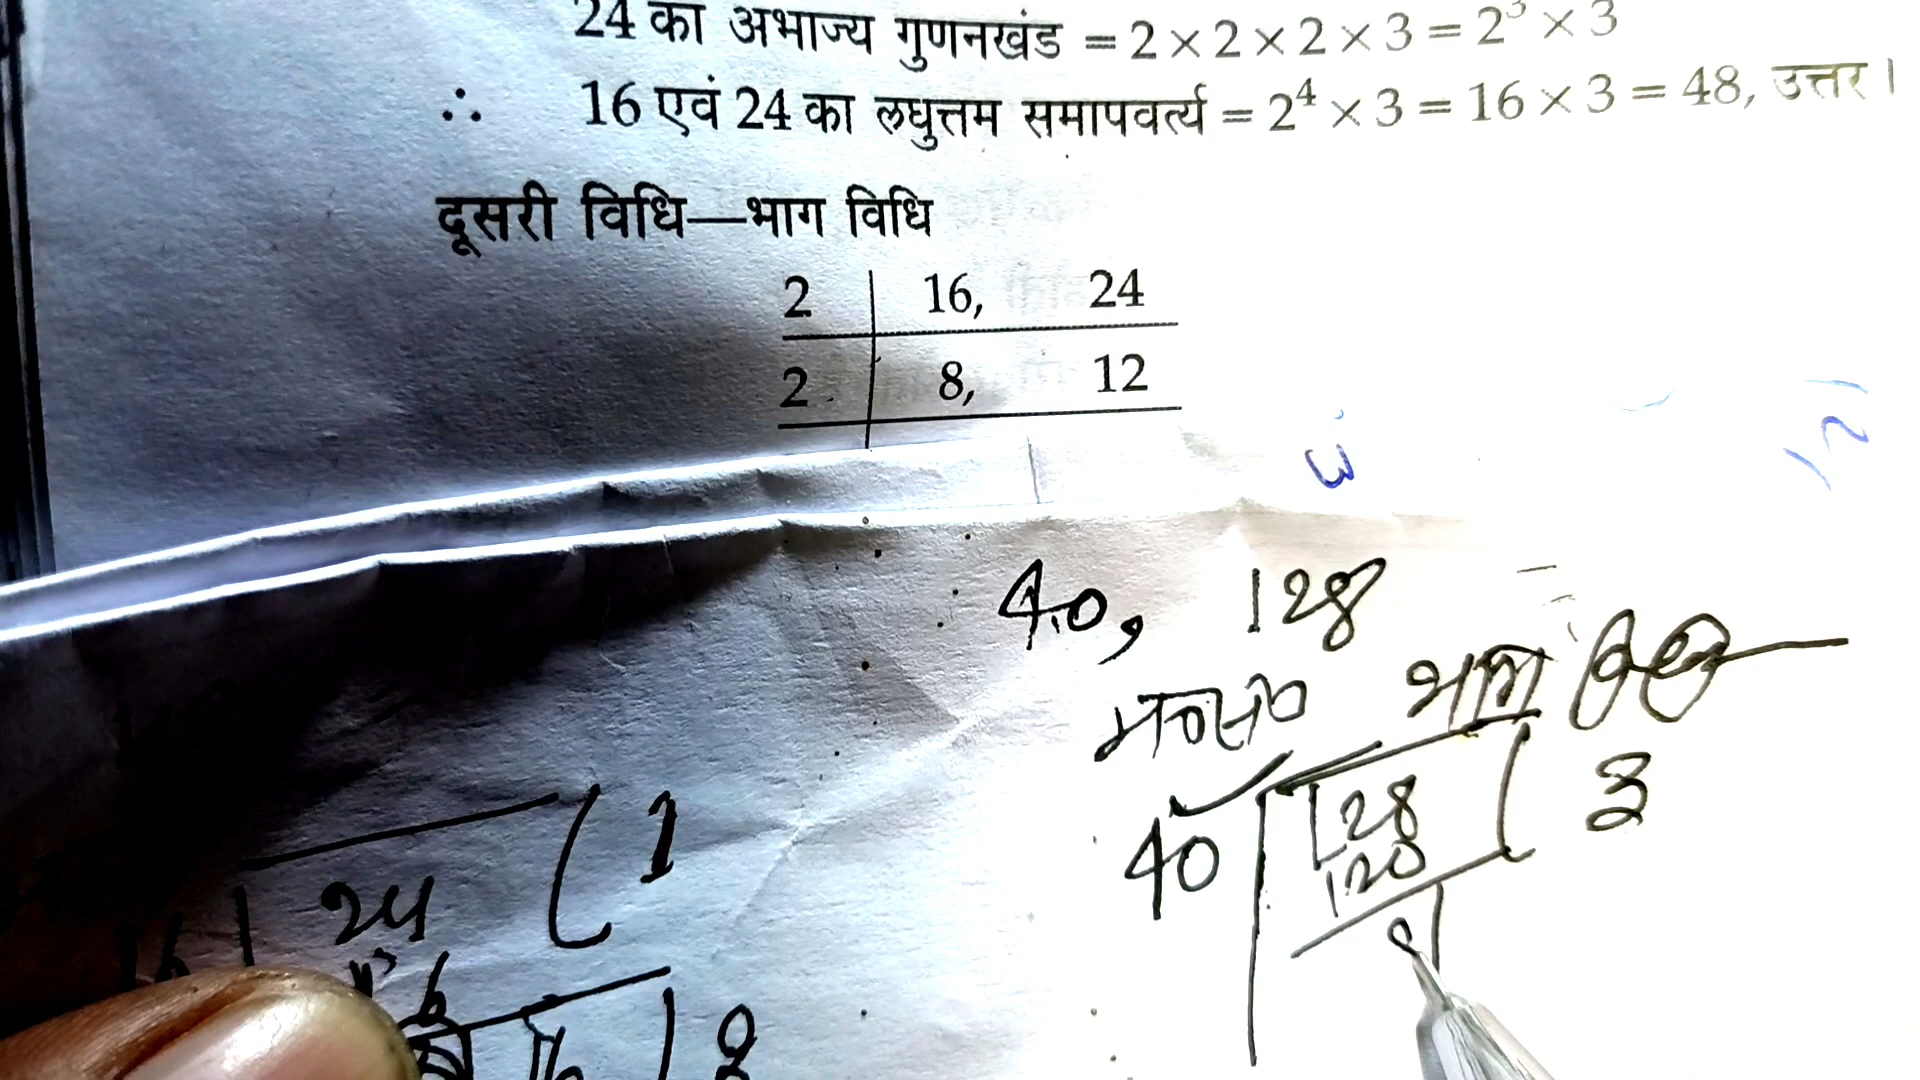 24 का अभाज्य गुणनखंड = 2 × 2 × 2 × 3 = 2³ × 3
∴ 16 एवं 24 का लघुत्तम समापवर्त्य = 2⁴ × 3 = 16 × 3 = 48, उत्तर।
दूसरी विधि—भाग विधि
2 | 16, 24
2 | 8, 12
40, 128
म०स० भाग
40 | 128 ( 3
120
8
24 ( 1